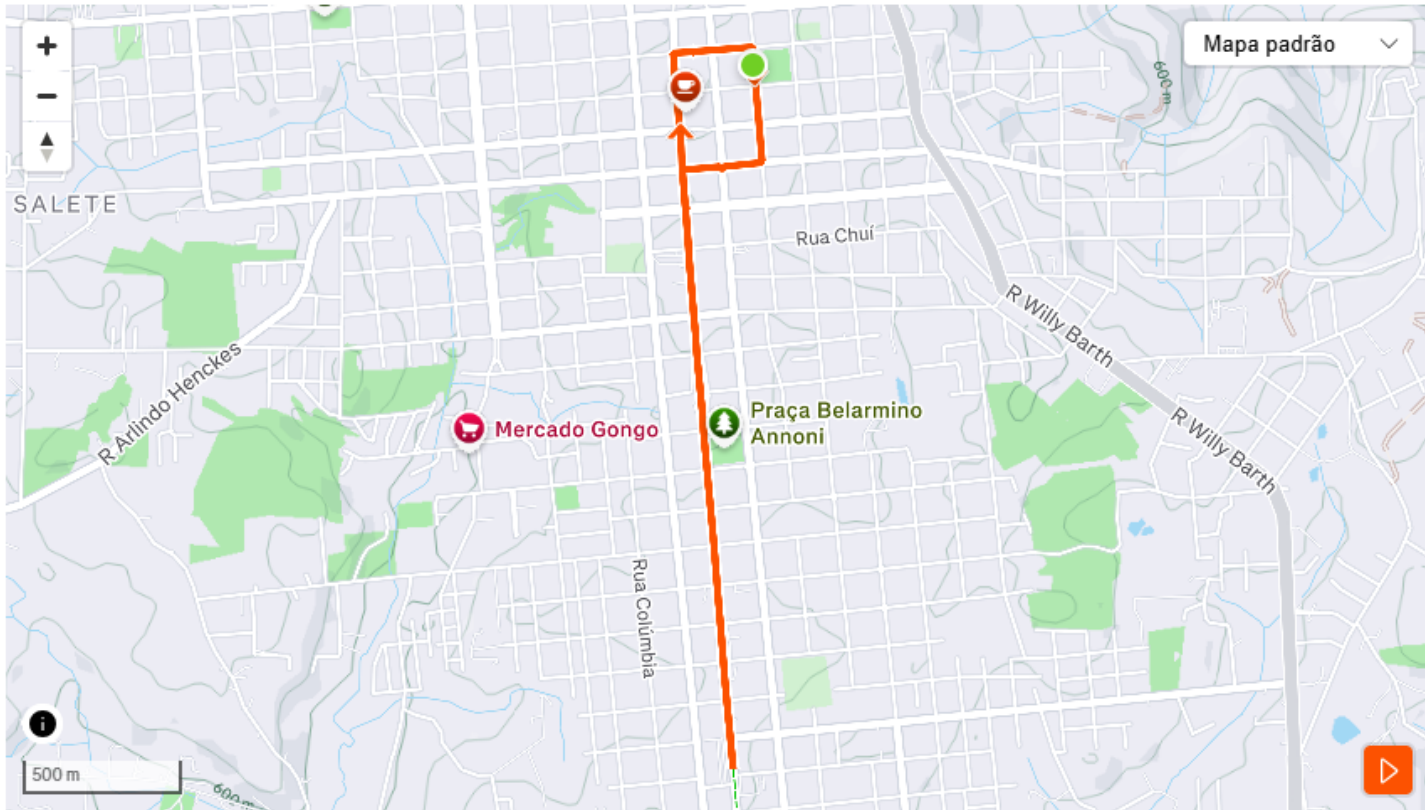 Mapa padrão
600 m
SALETE
Rua Chuí
R Willy Barth
R Arlindo Henckes
Praça Belarmino
Annoni
Mercado Gongo
R Willy Barth
Rua Colúmbia
500 m
600 m